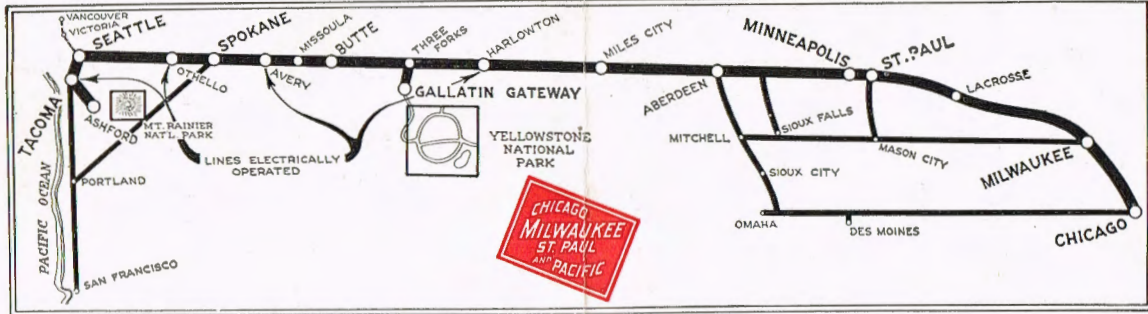 VANCOUVER
VICTORIA
SEATTLE
SPOKANE
MISSOULA
BUTTE
THREE
FORKS
HARLOWTON
MILES CITY
MINNEAPOLIS
ST. PAUL
LACROSSE
OTHELLO
AVERY
GALLATIN GATEWAY
ABERDEEN
TACOMA
ASHFORD
MT. RAINIER
NAT'L. PARK
LINES ELECTRICALLY
OPERATED
YELLOWSTONE
NATIONAL
PARK
MITCHELL
SIOUX FALLS
MASON CITY
MILWAUKEE
PORTLAND
SIOUX CITY
PACIFIC OCEAN
OMAHA
DES MOINES
CHICAGO
SAN FRANCISCO
CHICAGO
MILWAUKEE
ST. PAUL
AND PACIFIC